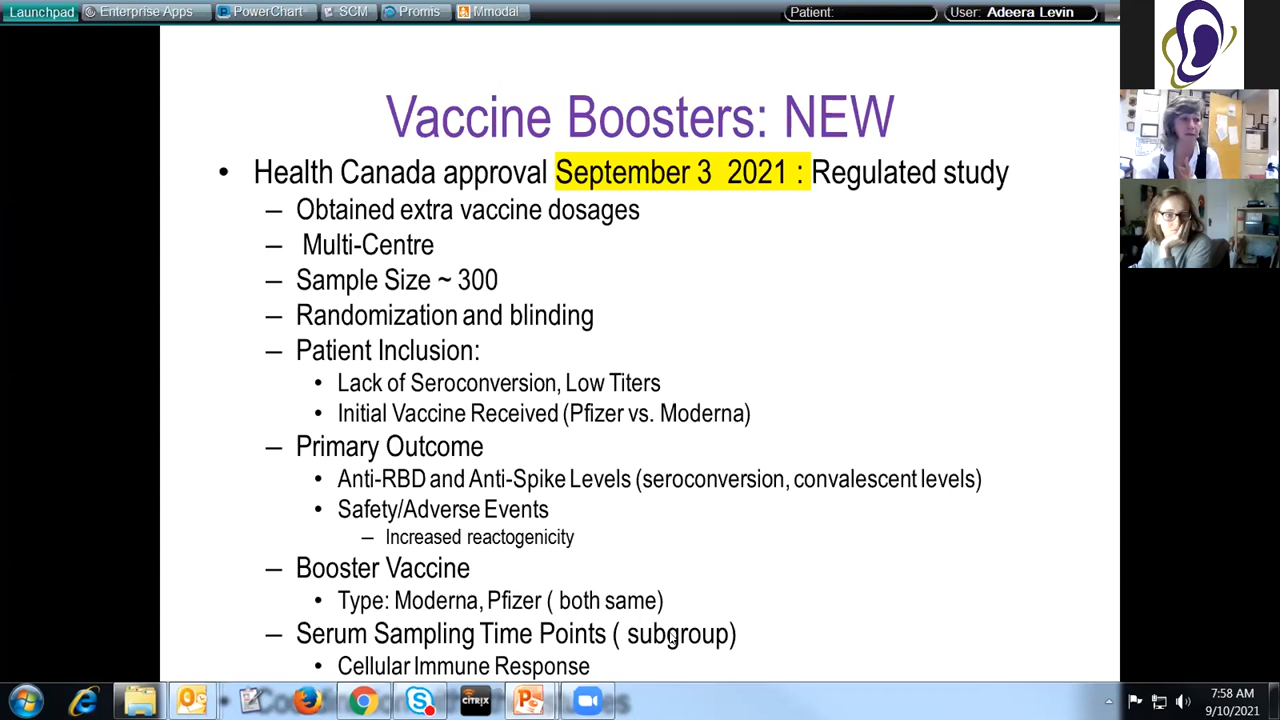 Launchpad Enterprise Apps PowerChart SCM Promis Mmodal Patient: User: Adeera Levin
Vaccine Boosters: NEW
• Health Canada approval September 3 2021 : Regulated study
– Obtained extra vaccine dosages
– Multi-Centre
– Sample Size ~ 300
– Randomization and blinding
– Patient Inclusion:
• Lack of Seroconversion, Low Titers
• Initial Vaccine Received (Pfizer vs. Moderna)
– Primary Outcome
• Anti-RBD and Anti-Spike Levels (seroconversion, convalescent levels)
• Safety/Adverse Events
– Increased reactogenicity
– Booster Vaccine
• Type: Moderna, Pfizer ( both same)
– Serum Sampling Time Points ( subgroup)
• Cellular Immune Response
CITRIX
7:58 AM
9/10/2021